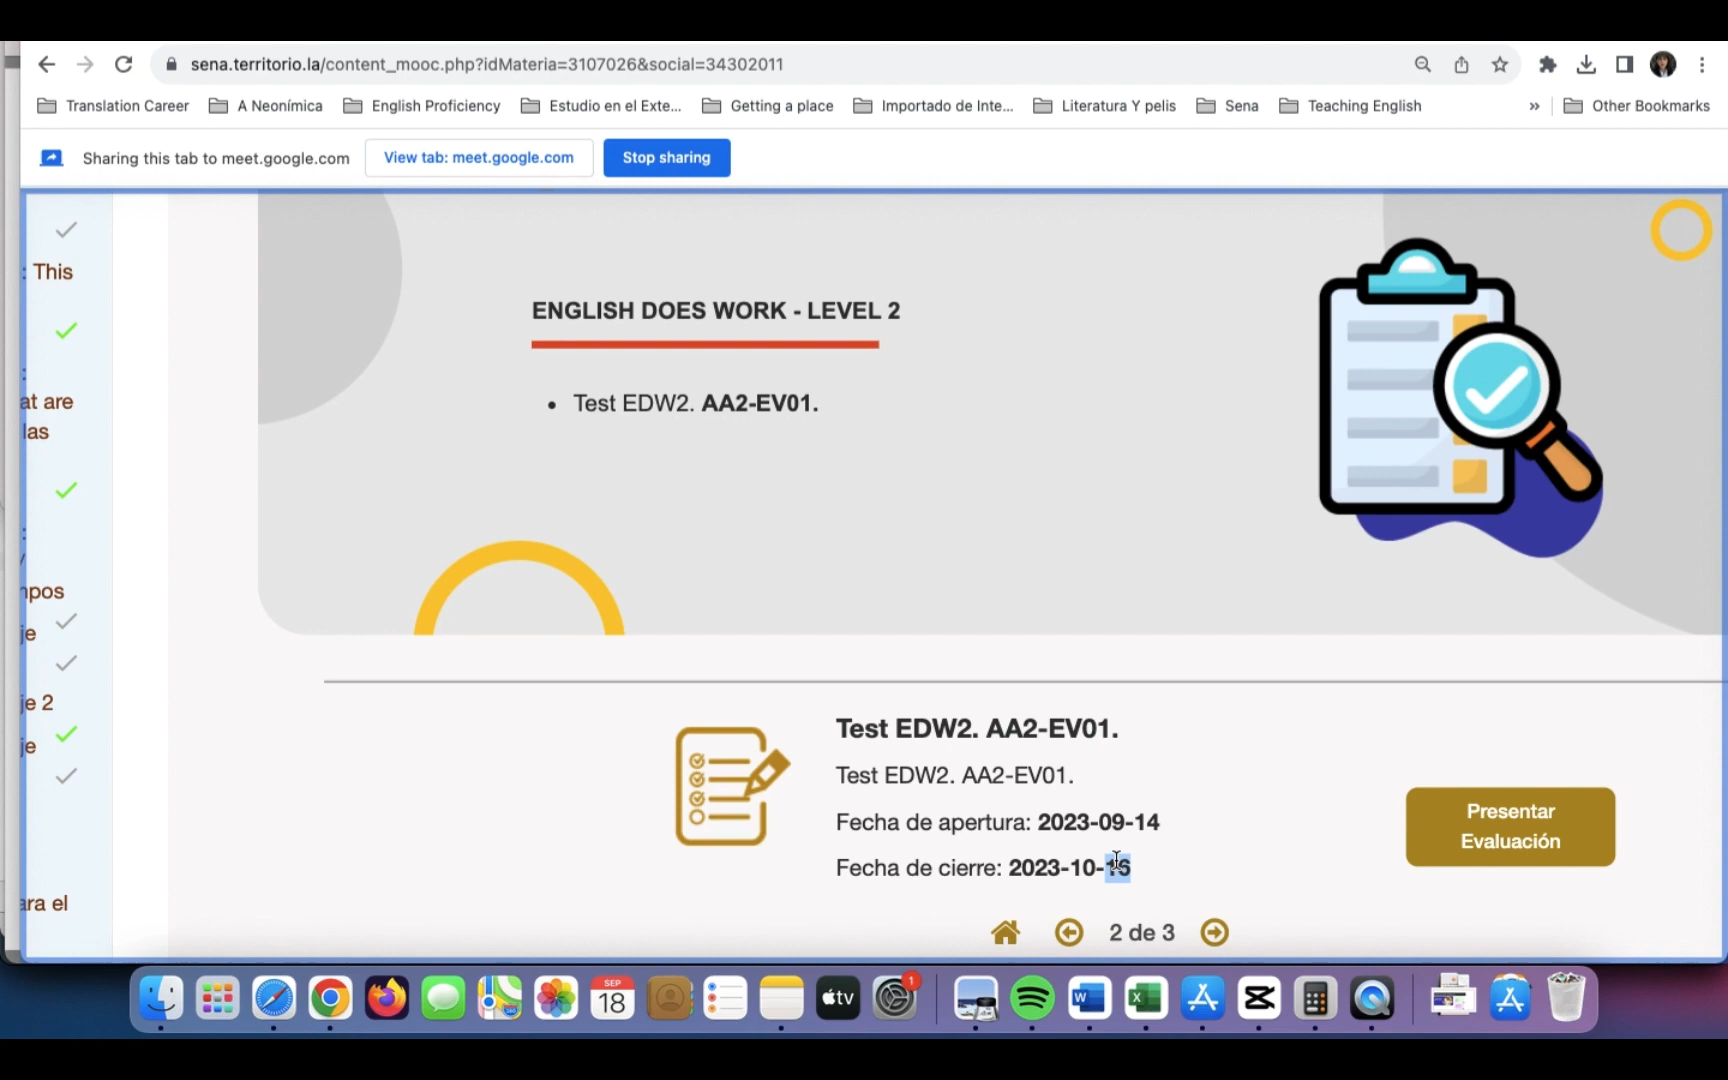 sena.territorio.la/content_mooc.php?idMateria=3107026&social=34302011
Translation Career A Neonímica English Proficiency Estudio en el Exte... Getting a place Importado de Inte... Literatura Y pelis Sena Teaching English » Other Bookmarks
Sharing this tab to meet.google.com View tab: meet.google.com Stop sharing
: This
:
at are
las
:
npos
je
je 2
je
ara el
ENGLISH DOES WORK - LEVEL 2
• Test EDW2. AA2-EV01.
Test EDW2. AA2-EV01.
Test EDW2. AA2-EV01.
Fecha de apertura: 2023-09-14
Fecha de cierre: 2023-10-16
Presentar
Evaluación
2 de 3
SEP
18
tv
1
W
X